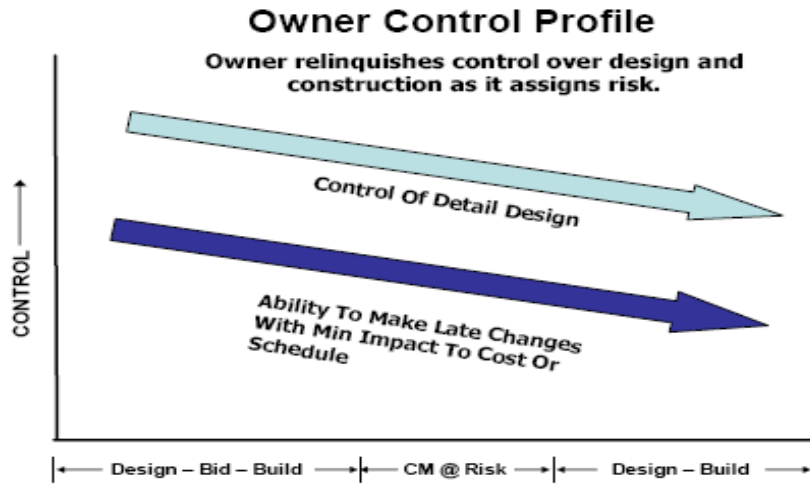 Owner Control Profile
Owner relinquishes control over design and
construction as it assigns risk.
Control Of Detail Design
Ability To Make Late Changes
With Min Impact To Cost Or
Schedule
CONTROL
Design – Bid – Build
CM @ Risk
Design – Build